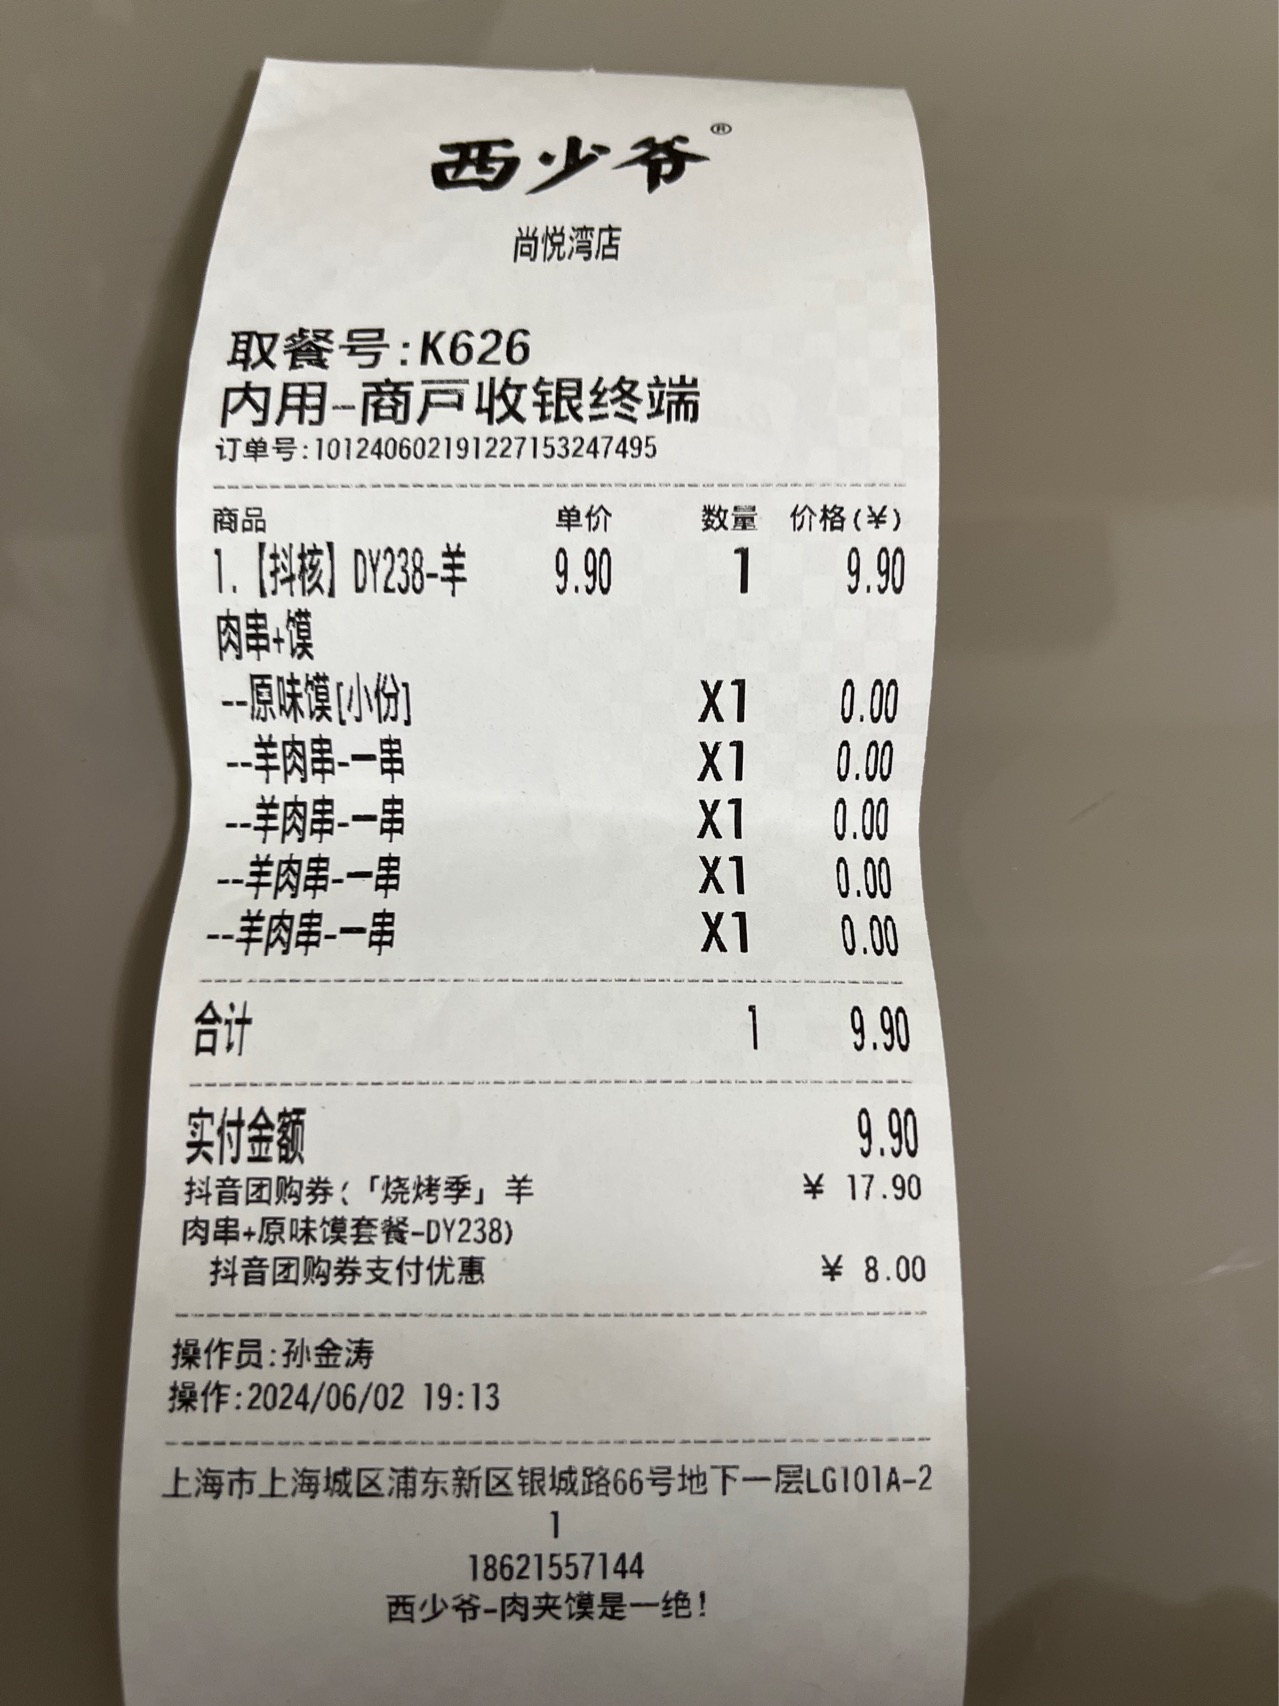 西少爷®
尚悦湾店
取餐号:K626
内用-商户收银终端
订单号:101240602191227153247495
商品 单价 数量 价格(¥)
1.【抖核】DY238-羊 9.90 1 9.90
肉串+馍
--原味馍[小份] X1 0.00
--羊肉串-一串 X1 0.00
--羊肉串-一串 X1 0.00
--羊肉串-一串 X1 0.00
--羊肉串-一串 X1 0.00
合计 1 9.90
实付金额 9.90
抖音团购券(「烧烤季」羊 ¥ 17.90
肉串+原味馍套餐-DY238)
抖音团购券支付优惠 ¥ 8.00
操作员:孙金涛
操作:2024/06/02 19:13
上海市上海城区浦东新区银城路66号地下一层LG101A-2
1
18621557144
西少爷-肉夹馍是一绝!